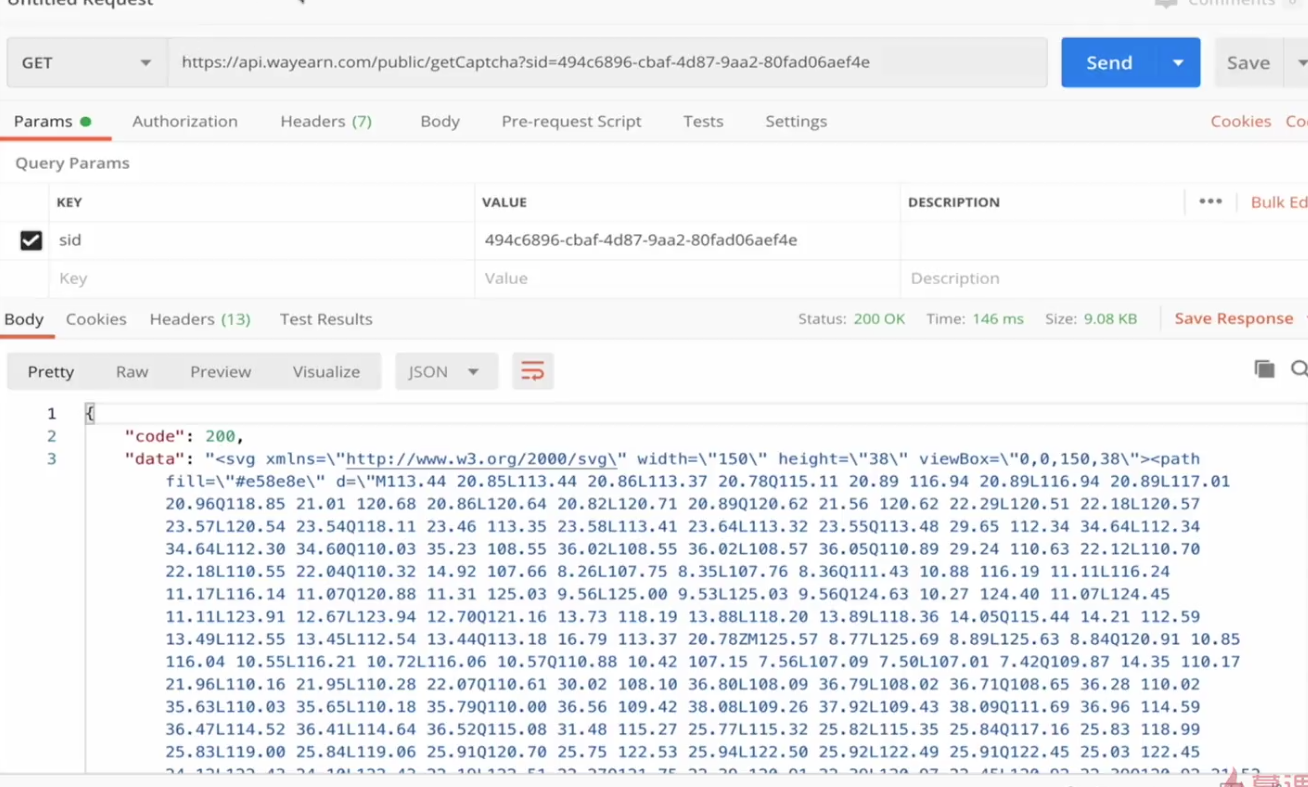 Untitled Request
Comments 0
GET https://api.wayearn.com/public/getCaptcha?sid=494c6896-cbaf-4d87-9aa2-80fad06aef4e Send Save
Params Authorization Headers (7) Body Pre-request Script Tests Settings Cookies Co
Query Params
KEY VALUE DESCRIPTION ••• Bulk Ed
sid 494c6896-cbaf-4d87-9aa2-80fad06aef4e
Key Value Description
Body Cookies Headers (13) Test Results Status: 200 OK Time: 146 ms Size: 9.08 KB Save Response
Pretty Raw Preview Visualize JSON
1 {
2 "code": 200,
3 "data": "<svg xmlns=\"http://www.w3.org/2000/svg\" width=\"150\" height=\"38\" viewBox=\"0,0,150,38\"><path
fill=\"#e58e8e\" d=\"M113.44 20.85L113.44 20.86L113.37 20.78Q115.11 20.89 116.94 20.89L116.94 20.89L117.01
20.96Q118.85 21.01 120.68 20.86L120.64 20.82L120.71 20.89Q120.62 21.56 120.62 22.29L120.51 22.18L120.57
23.57L120.54 23.54Q118.11 23.46 113.35 23.58L113.41 23.64L113.32 23.55Q113.48 29.65 112.34 34.64L112.34
34.64L112.30 34.60Q110.03 35.23 108.55 36.02L108.55 36.02L108.57 36.05Q110.89 29.24 110.63 22.12L110.70
22.18L110.55 22.04Q110.32 14.92 107.66 8.26L107.75 8.35L107.76 8.36Q111.43 10.88 116.19 11.11L116.24
11.17L116.14 11.07Q120.88 11.31 125.03 9.56L125.00 9.53L125.03 9.56Q124.63 10.27 124.40 11.07L124.45
11.11L123.91 12.67L123.94 12.70Q121.16 13.73 118.19 13.88L118.20 13.89L118.36 14.05Q115.44 14.21 112.59
13.49L112.55 13.45L112.54 13.44Q113.18 16.79 113.37 20.78ZM125.57 8.77L125.69 8.89L125.63 8.84Q120.91 10.85
116.04 10.55L116.21 10.72L116.06 10.57Q110.88 10.42 107.15 7.56L107.09 7.50L107.01 7.42Q109.87 14.35 110.17
21.96L110.16 21.95L110.28 22.07Q110.61 30.02 108.10 36.80L108.09 36.79L108.02 36.71Q108.65 36.28 110.02
35.63L110.03 35.65L110.18 35.79L110.00 36.56 109.42 38.08L109.26 37.92L109.43 38.09Q111.69 36.96 114.59
36.47L114.52 36.41L114.64 36.52Q115.08 31.48 115.27 25.77L115.32 25.82L115.35 25.84Q117.16 25.83 118.99
25.83L119.00 25.84L119.06 25.91Q120.70 25.75 122.53 25.94L122.50 25.92L122.49 25.91Q122.45 25.03 122.45